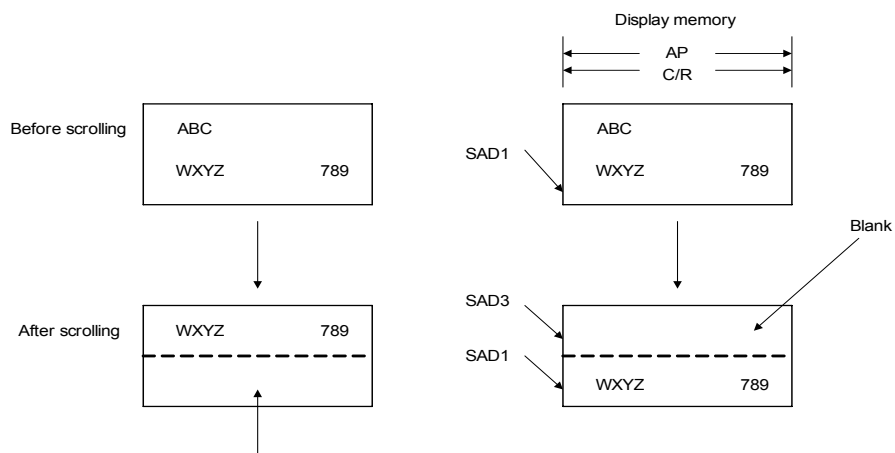 Display memory
AP
C/R
Before scrolling
ABC
WXYZ 789
SAD1
ABC
WXYZ 789
Blank
After scrolling
WXYZ 789
SAD3
SAD1
WXYZ 789